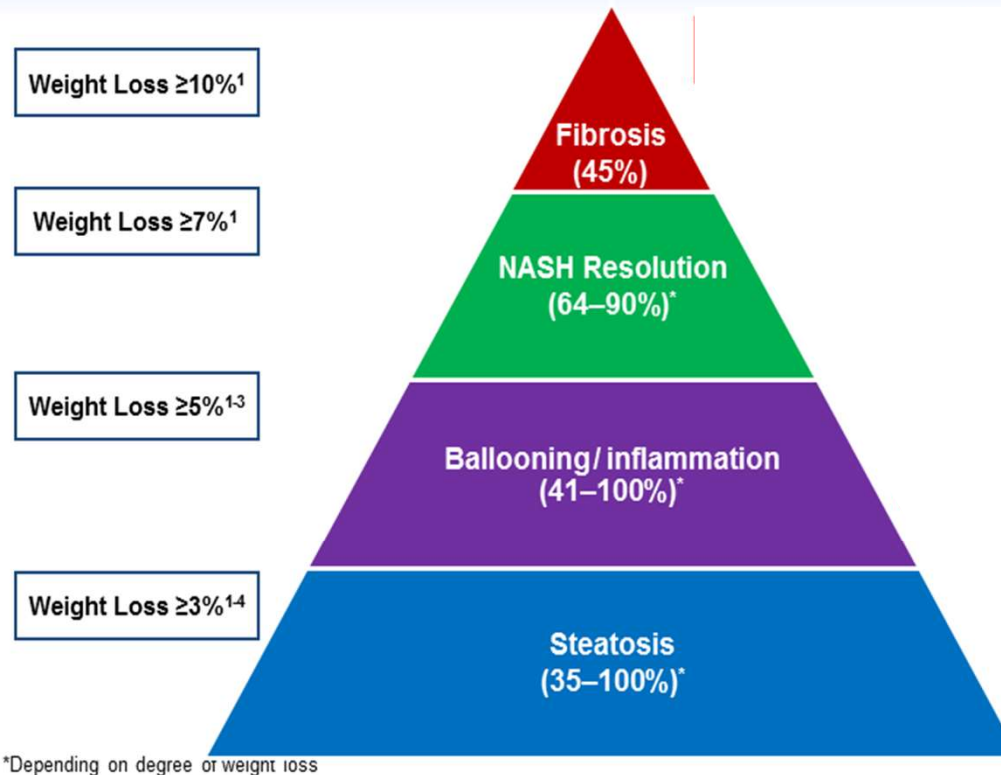 Weight Loss ≥10%¹
Fibrosis
(45%)
Weight Loss ≥7%¹
NASH Resolution
(64–90%)*
Weight Loss ≥5%¹⁻³
Ballooning/ inflammation
(41–100%)*
Weight Loss ≥3%¹⁻⁴
Steatosis
(35–100%)*
*Depending on degree of weight loss